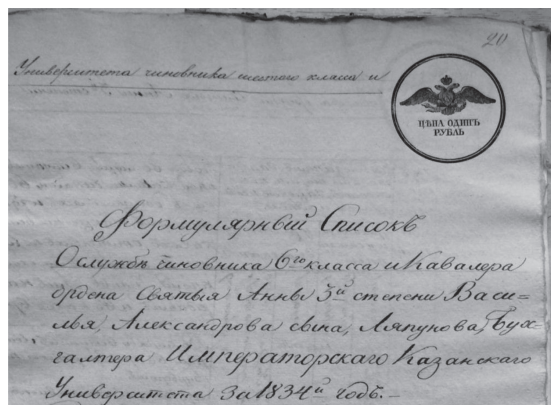 20
Университета чиновника шестаго класса и
ЦѢНА ОДИНЪ
РУБЛЬ
Формулярный Списокъ
О службѣ чиновника 6го класса и Кавалера
ордена Святыя Анны 3й степени Васи-
лья, Александрова сына, Ляпунова, Бух-
галтера Императорскаго Казанскаго
Университета за 1834й годъ.-